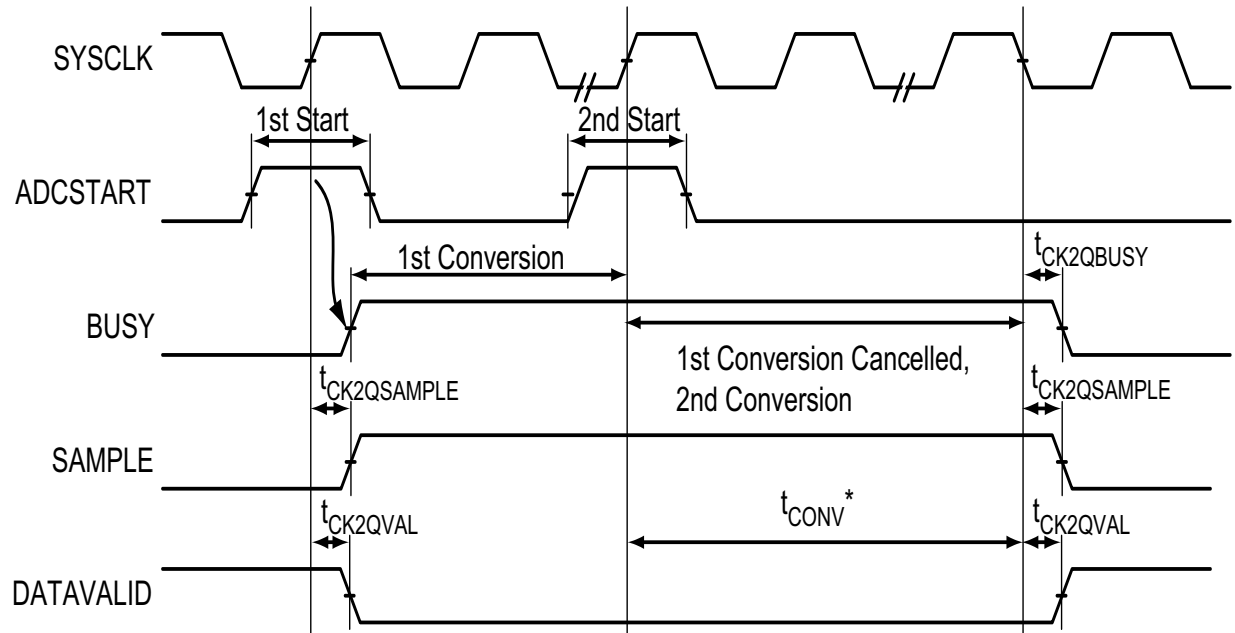 SYSCLK
1st Start
2nd Start
ADCSTART
1st Conversion
tCK2QBUSY
BUSY
1st Conversion Cancelled,
2nd Conversion
tCK2QSAMPLE
tCK2QSAMPLE
SAMPLE
tCONV*
tCK2QVAL
tCK2QVAL
DATAVALID